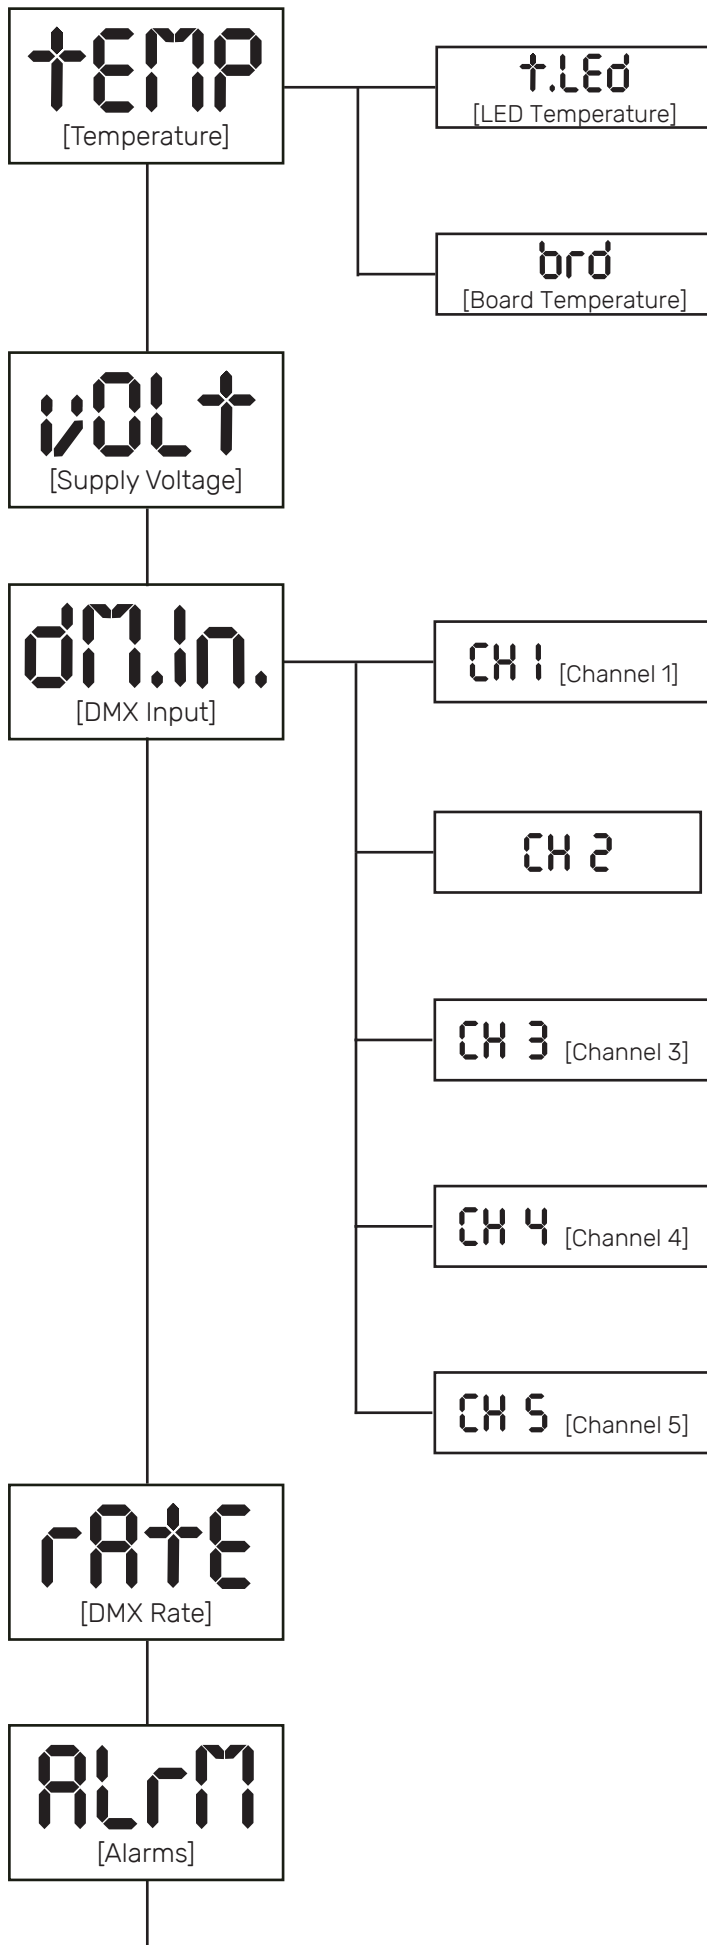 tEMP
[Temperature]
t.LEd
[LED Temperature]
brd
[Board Temperature]
vOLt
[Supply Voltage]
dM.In.
[DMX Input]
CH 1 [Channel 1]
CH 2
CH 3 [Channel 3]
CH 4 [Channel 4]
CH 5 [Channel 5]
rAtE
[DMX Rate]
ALrM
[Alarms]